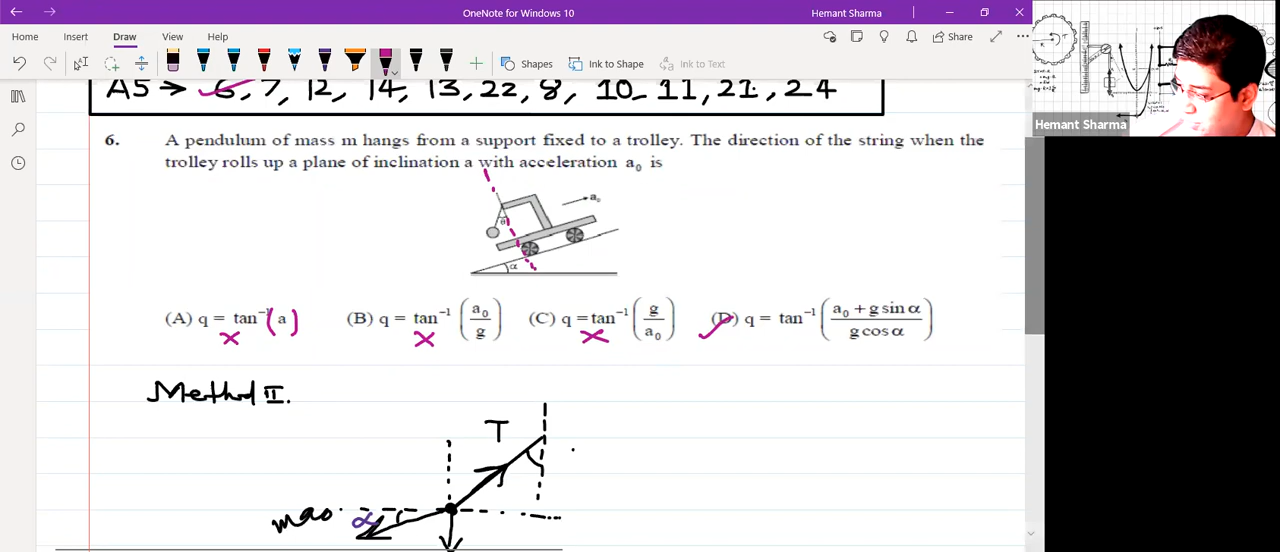 OneNote for Windows 10
Hemant Sharma
Home Insert Draw View Help
Share
Shapes
Ink to Shape
Ink to Text
A5 → 6, 7, 12, 14, 13, 22, 8, 10, 11, 21, 24
6. A pendulum of mass m hangs from a support fixed to a trolley. The direction of the string when the
trolley rolls up a plane of inclination a with acceleration a₀ is
a₀
θ
α
(A) q = tan⁻¹ (a) (B) q = tan⁻¹ (a₀/g) (C) q = tan⁻¹ (g/a₀) (D) q = tan⁻¹ ((a₀ + g sin α)/(g cos α))
Method II.
T
ma₀
α
Hemant Sharma